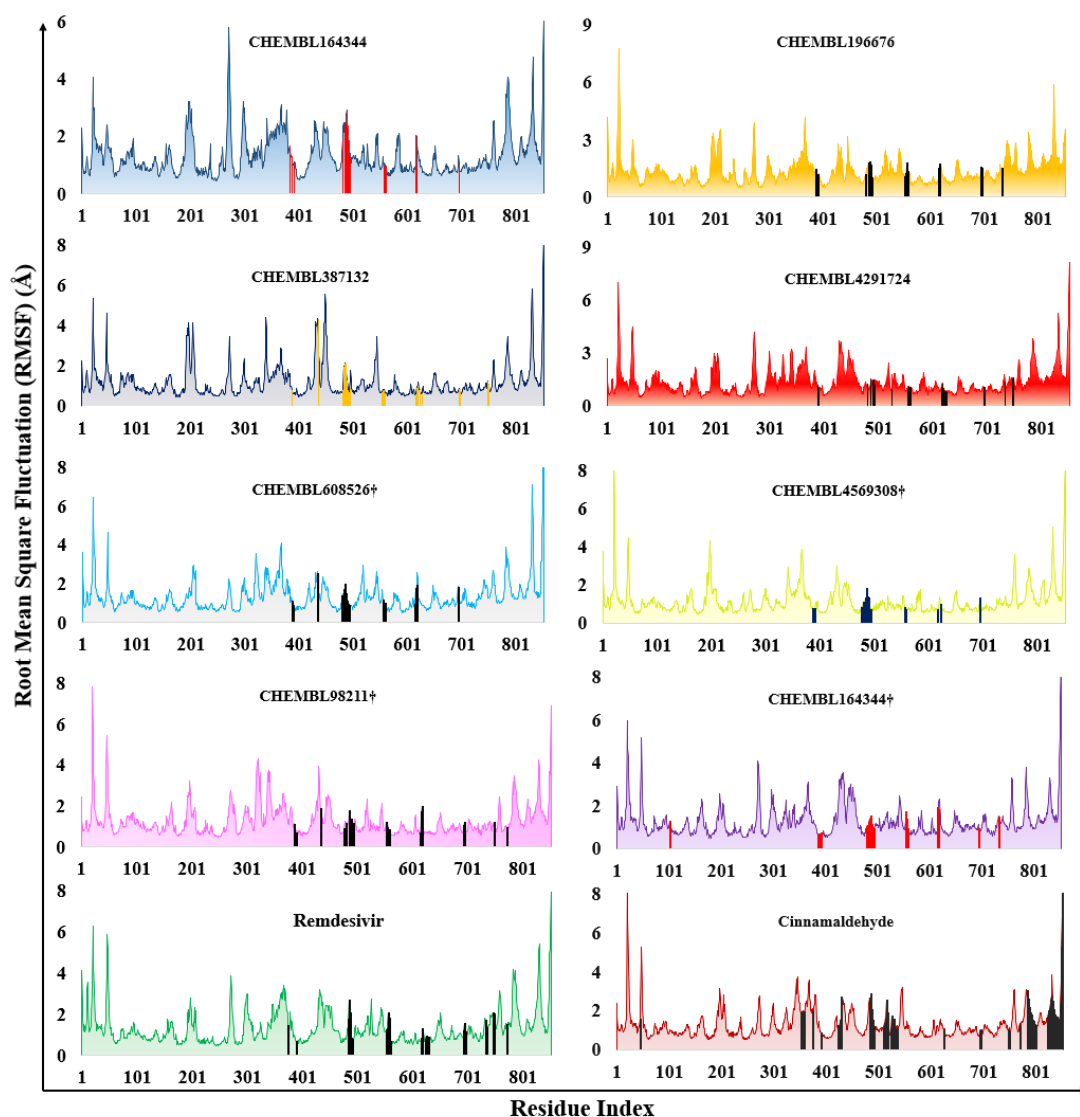 Root Mean Square Fluctuation (RMSF) (Å)
CHEMBL164344
6
4
2
0
1 101 201 301 401 501 601 701 801
CHEMBL196676
9
6
3
0
1 101 201 301 401 501 601 701 801
CHEMBL387132
8
6
4
2
0
1 101 201 301 401 501 601 701 801
CHEMBL4291724
9
6
3
0
1 101 201 301 401 501 601 701 801
CHEMBL608526†
8
6
4
2
0
1 101 201 301 401 501 601 701 801
CHEMBL4569308†
8
6
4
2
0
1 101 201 301 401 501 601 701 801
CHEMBL98211†
8
6
4
2
0
1 101 201 301 401 501 601 701 801
CHEMBL164344†
8
6
4
2
0
1 101 201 301 401 501 601 701 801
Remdesivir
8
6
4
2
0
1 101 201 301 401 501 601 701 801
Cinnamaldehyde
8
6
4
2
0
1 101 201 301 401 501 601 701 801
Residue Index